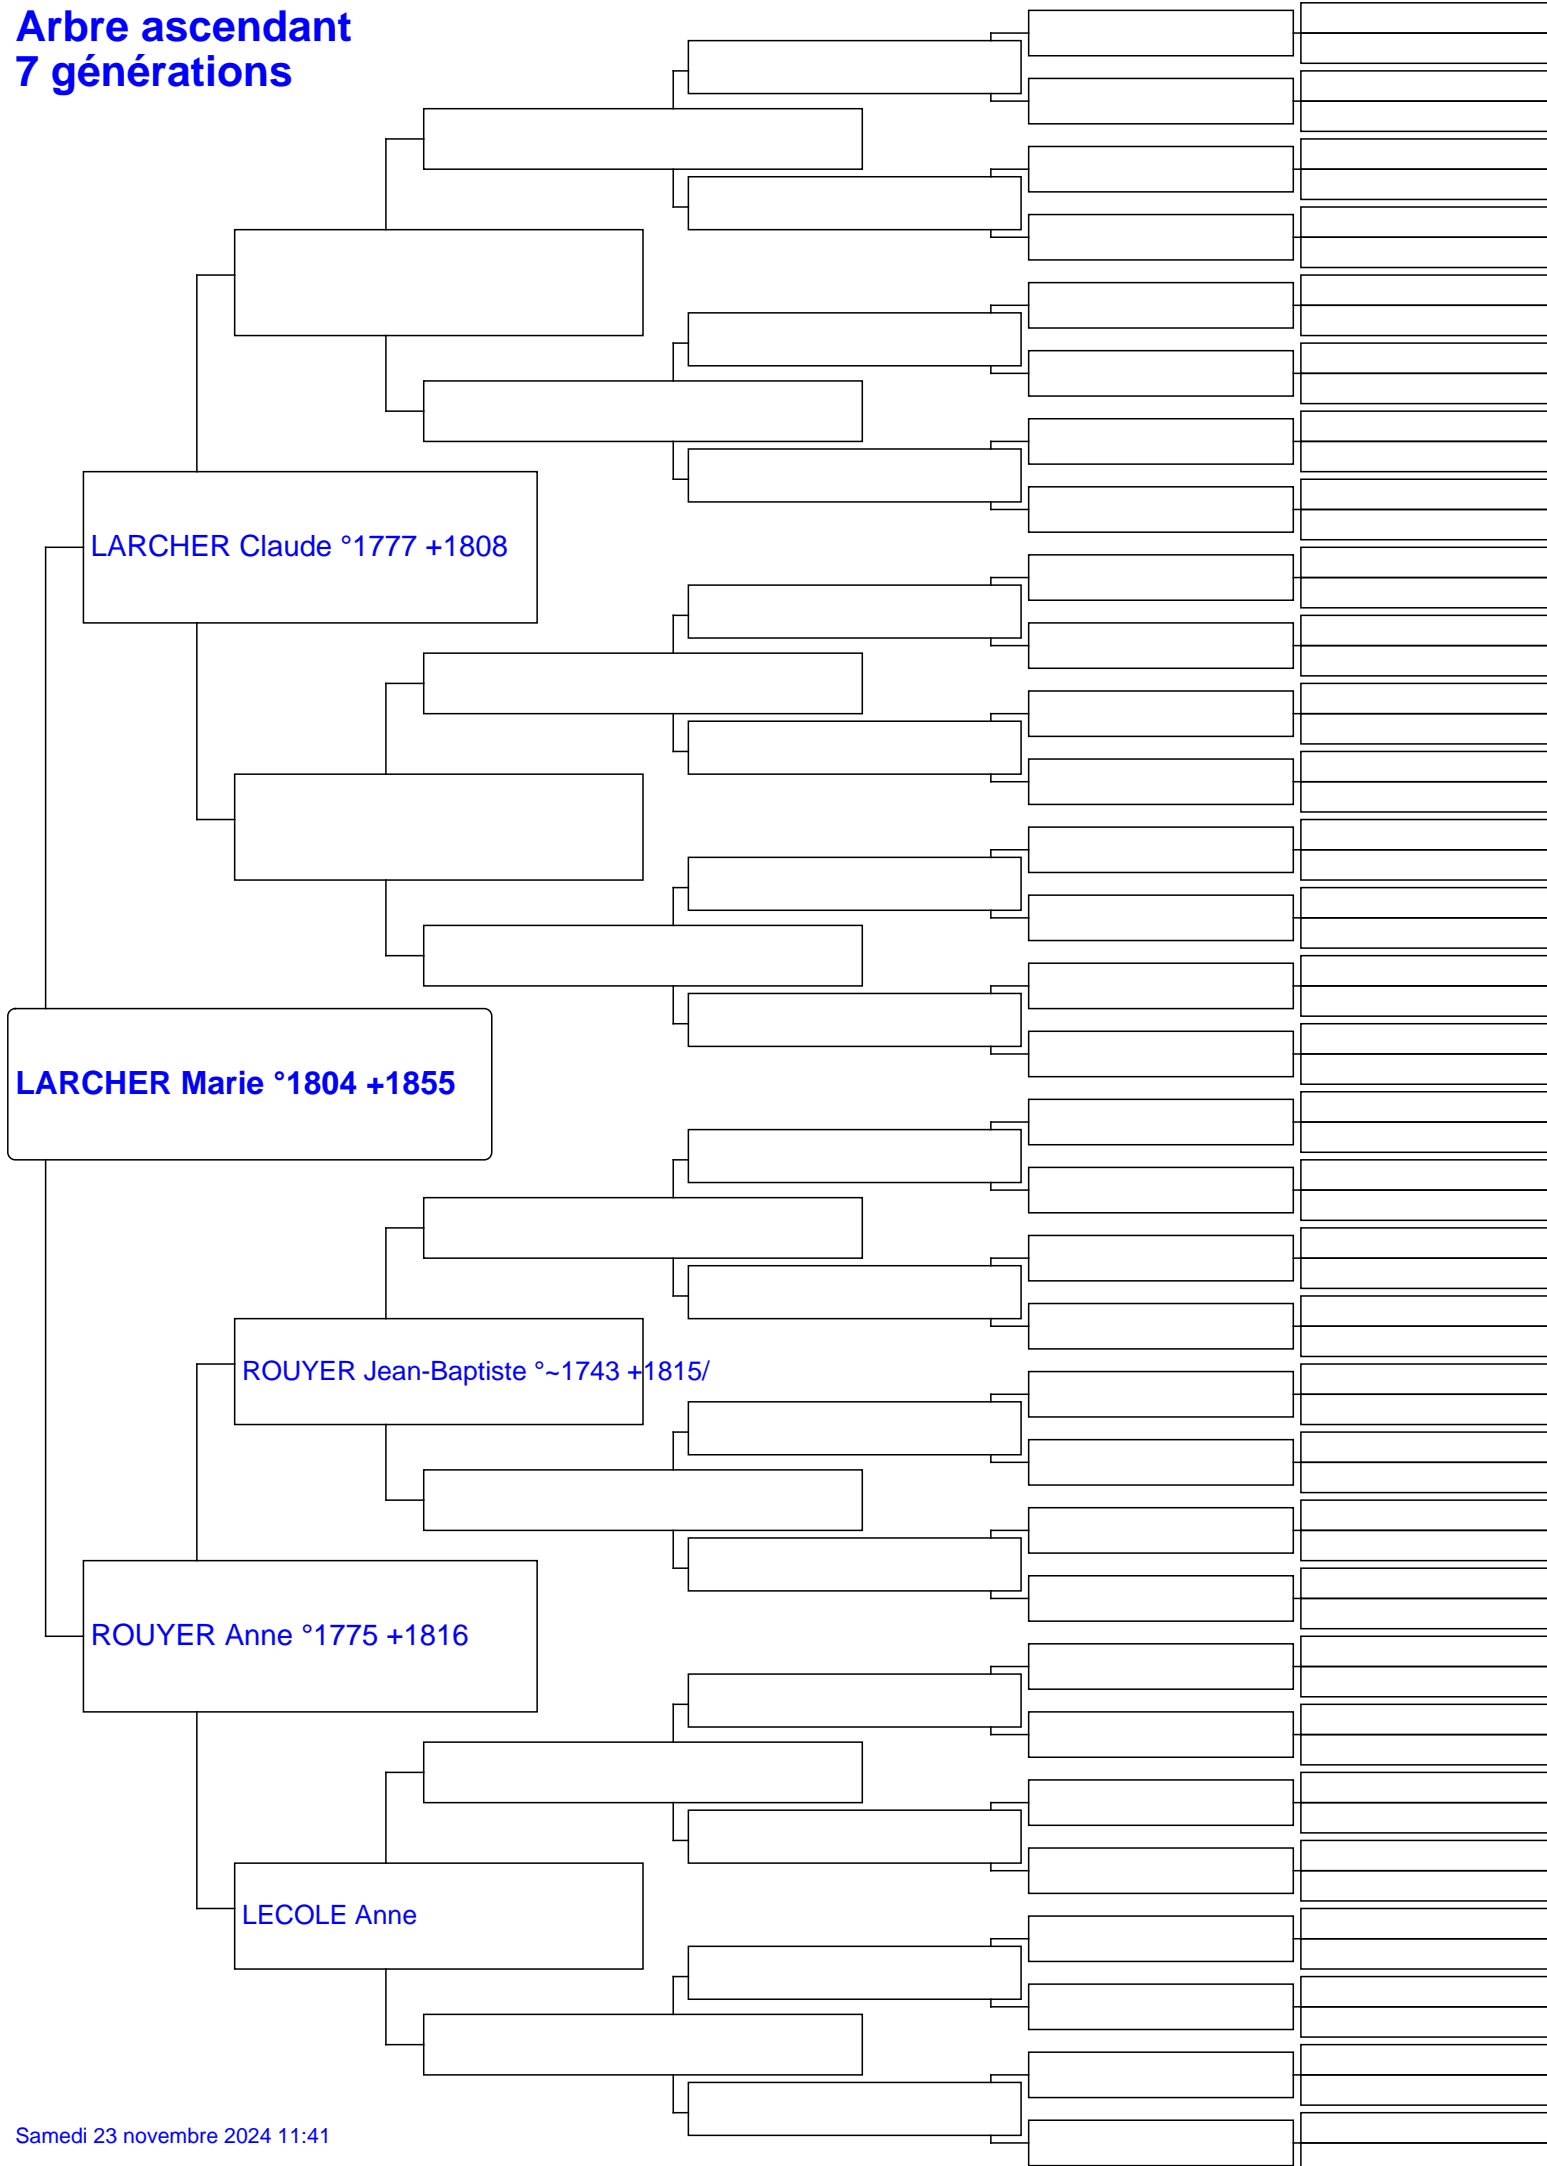 Arbre ascendant
7 générations
LARCHER Claude °1777 +1808
LARCHER Marie °1804 +1855
ROUYER Jean-Baptiste °~1743 +1815/
ROUYER Anne °1775 +1816
LECOLE Anne
Samedi 23 novembre 2024 11:41